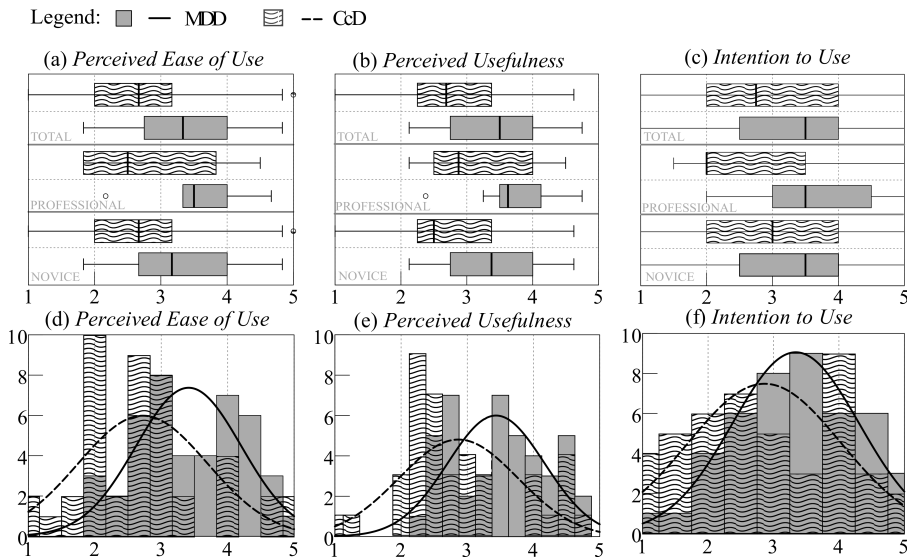 Legend: MDD CcD
(a) Perceived Ease of Use (b) Perceived Usefulness (c) Intention to Use
TOTAL TOTAL TOTAL
PROFESSIONAL PROFESSIONAL PROFESSIONAL
NOVICE NOVICE NOVICE
1 2 3 4 5 1 2 3 4 5 1 2 3 4 5
(d) Perceived Ease of Use (e) Perceived Usefulness (f) Intention to Use
10 10 10
8 8 8
6 6 6
4 4 4
2 2 2
0 0 0
1 2 3 4 5 1 2 3 4 5 1 2 3 4 5